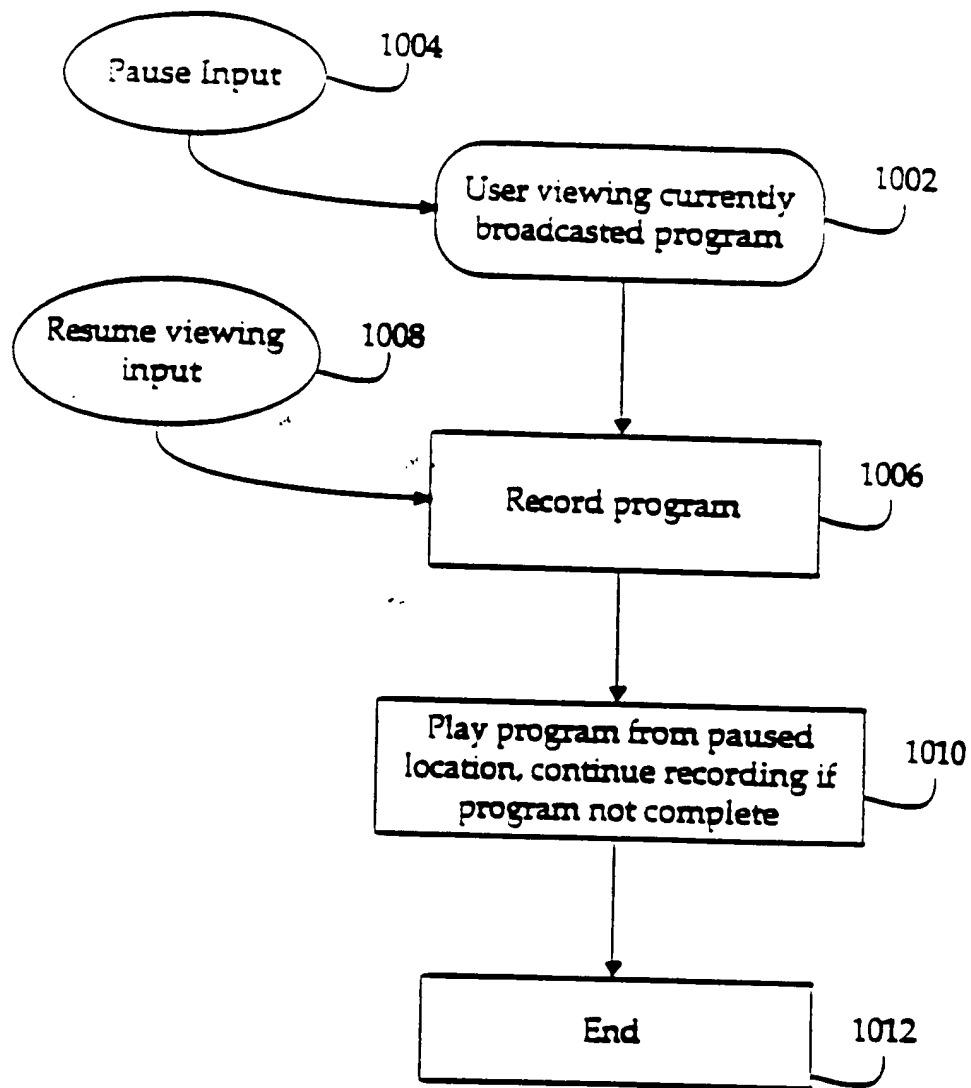 1004
Pause Input
1002
User viewing currently
broadcasted program
1008
Resume viewing
input
1006
Record program
1010
Play program from paused
location, continue recording if
program not complete
1012
End